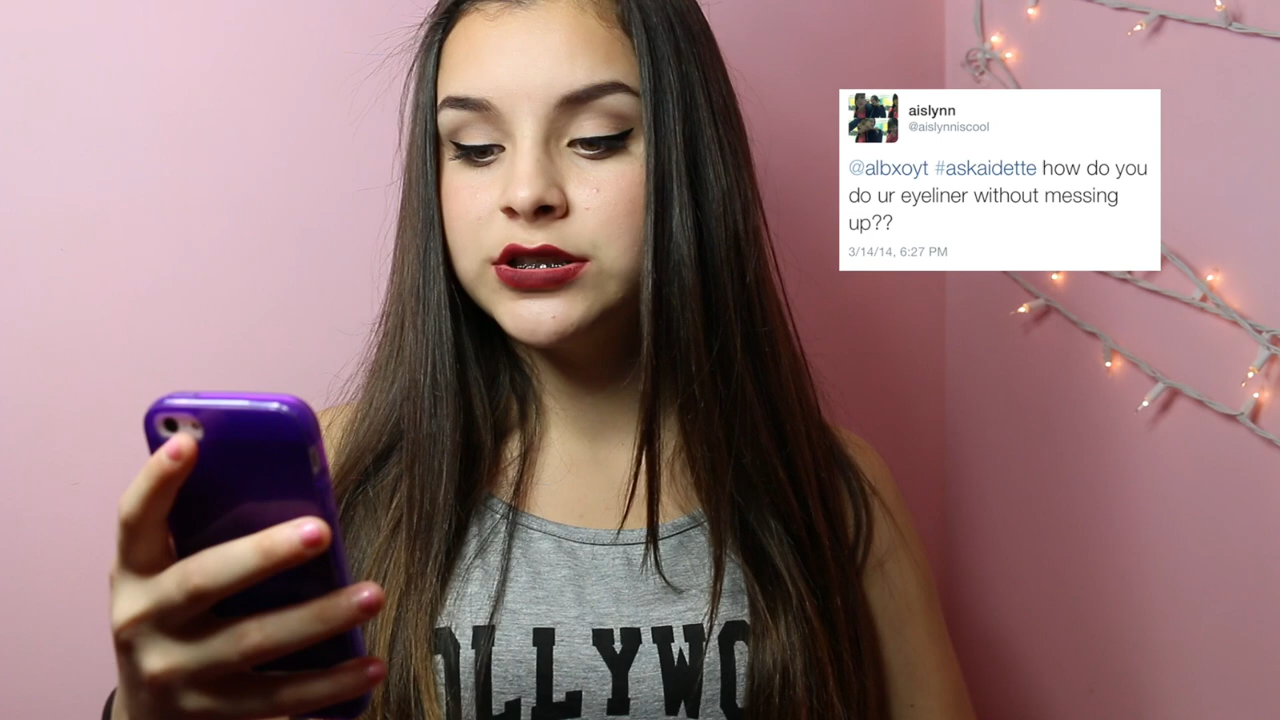 aislynn
@aislynniscool
@albxoyt #askaidette how do you
do ur eyeliner without messing
up??
3/14/14, 6:27 PM
OLLYWO